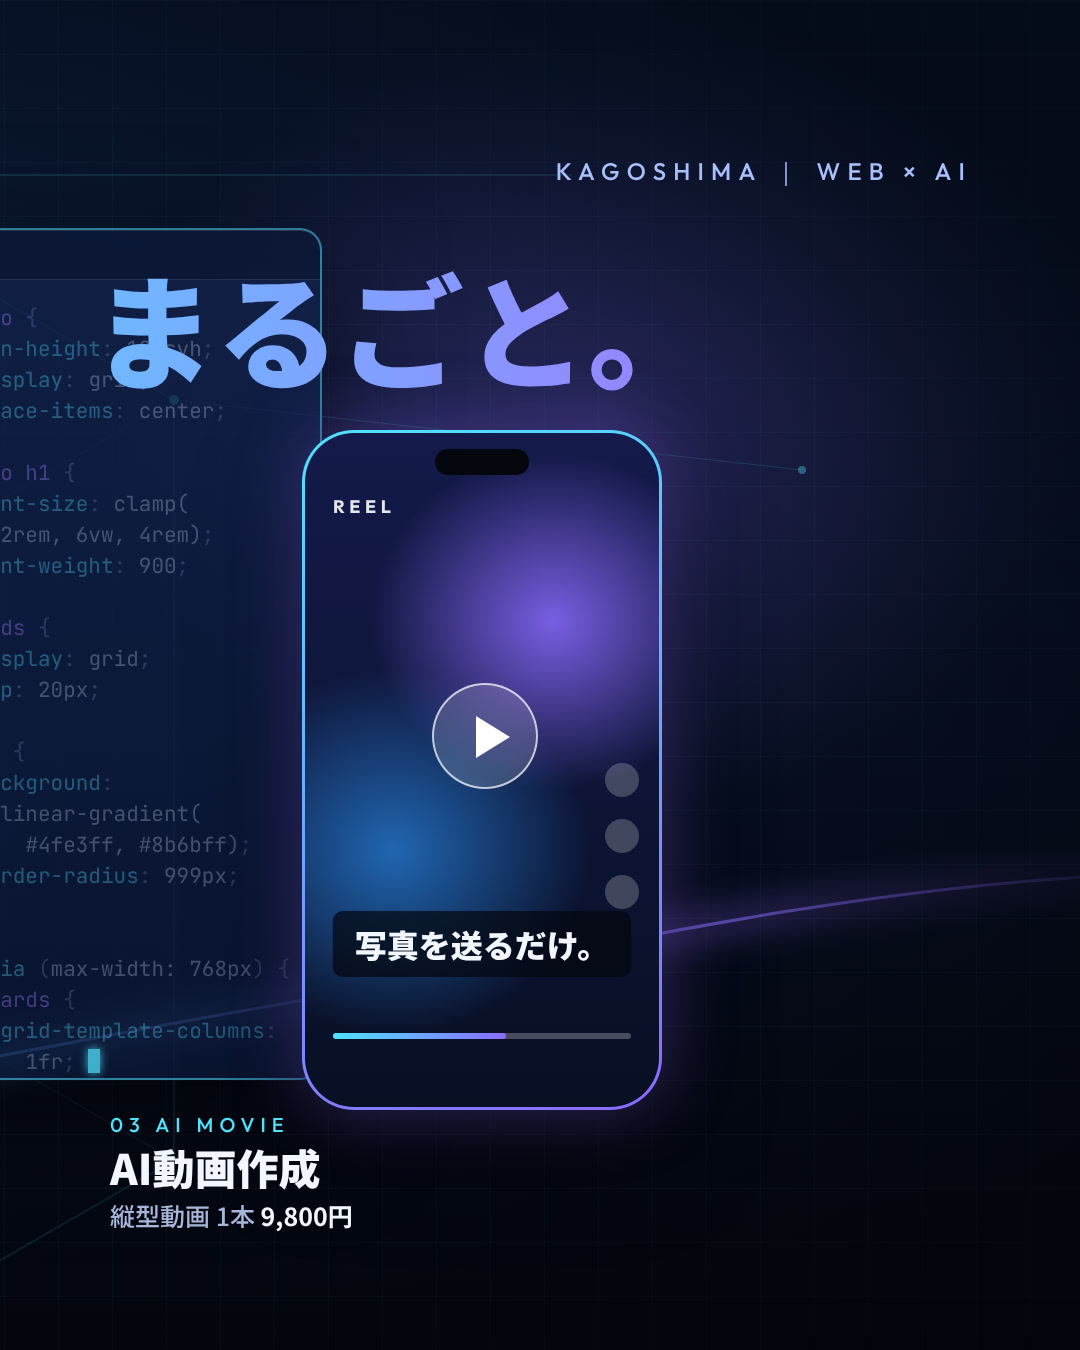 KAGOSHIMA | WEB × AI
まるごと。
o {
n-height: vh;
splay: gri
ace-items: center;
o h1 {
nt-size: clamp(
2rem, 6vw, 4rem);
nt-weight: 900;
ds {
splay: grid;
p: 20px;
{
ckground:
linear-gradient(
#4fe3ff, #8b6bff);
rder-radius: 999px;
ia (max-width: 768px) {
ards {
grid-template-columns:
1fr;
REEL
写真を送るだけ。
03 AI MOVIE
AI動画作成
縦型動画 1本 9,800円